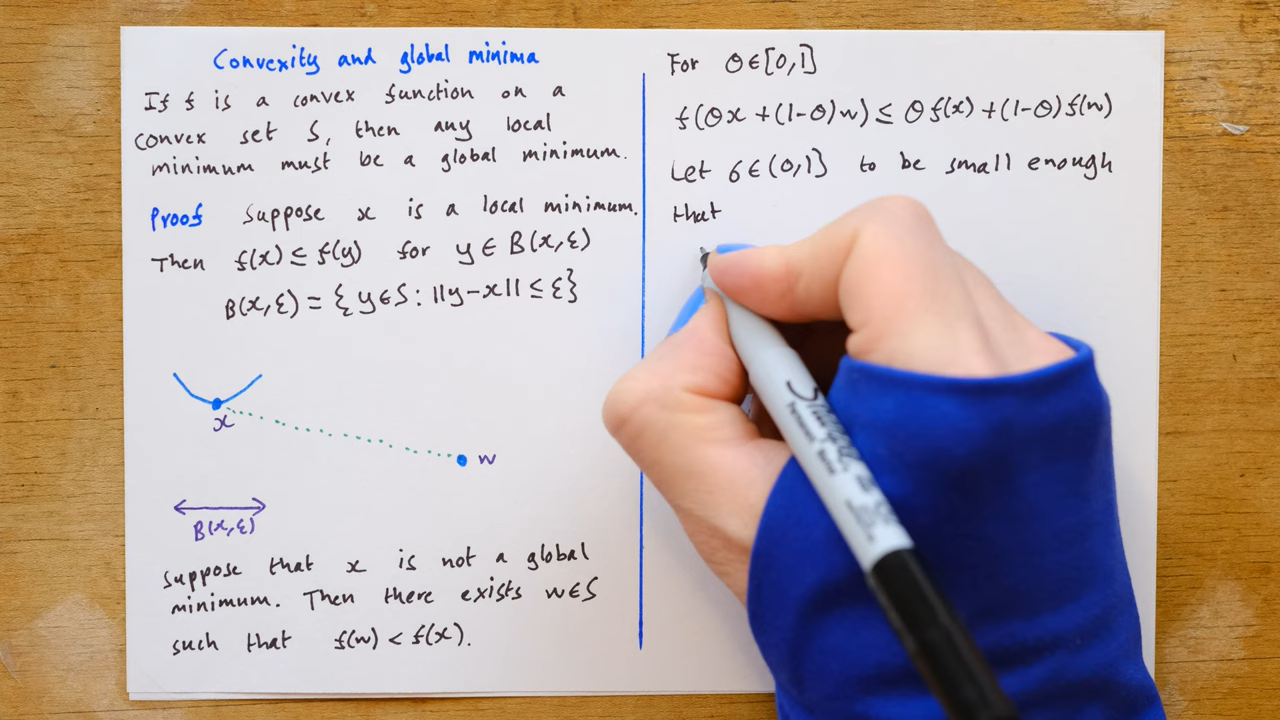 Convexity and global minima
If f is a convex function on a
convex set S, then any local
minimum must be a global minimum.
Proof Suppose x is a local minimum.
Then f(x) ≤ f(y) for y ∈ B(x,ε)
B(x,ε) = { y∈S : ||y-x|| ≤ ε}
x
w
B(x,ε)
Suppose that x is not a global
minimum. Then there exists w∈S
such that f(w) < f(x).
For θ∈[0,1]
f(θx + (1-θ)w) ≤ θf(x) + (1-θ)f(w)
Let δ∈(0,1] to be small enough
that
Sharpie